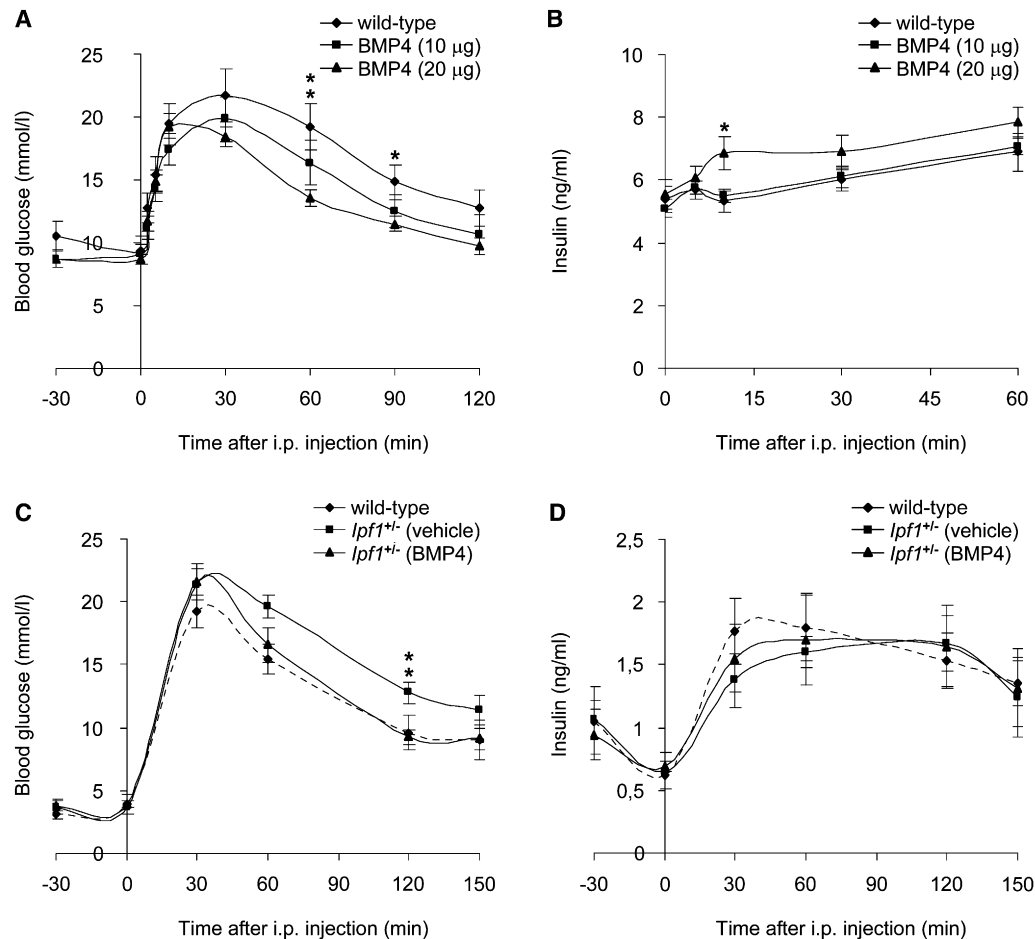 A
wild-type
BMP4 (10 µg)
BMP4 (20 µg)
25
20
15
10
5
0
-30 0 30 60 90 120
Blood glucose (mmol/l)
Time after i.p. injection (min)
*
*
*
B
wild-type
BMP4 (10 µg)
BMP4 (20 µg)
10
8
6
4
2
0
0 15 30 45 60
Insulin (ng/ml)
Time after i.p. injection (min)
*
C
wild-type
Ipf1+/- (vehicle)
Ipf1+/- (BMP4)
25
20
15
10
5
0
-30 0 30 60 90 120 150
Blood glucose (mmol/l)
Time after i.p. injection (min)
*
*
D
wild-type
Ipf1+/- (vehicle)
Ipf1+/- (BMP4)
2,5
2
1,5
1
0,5
0
-30 0 30 60 90 120 150
Insulin (ng/ml)
Time after i.p. injection (min)